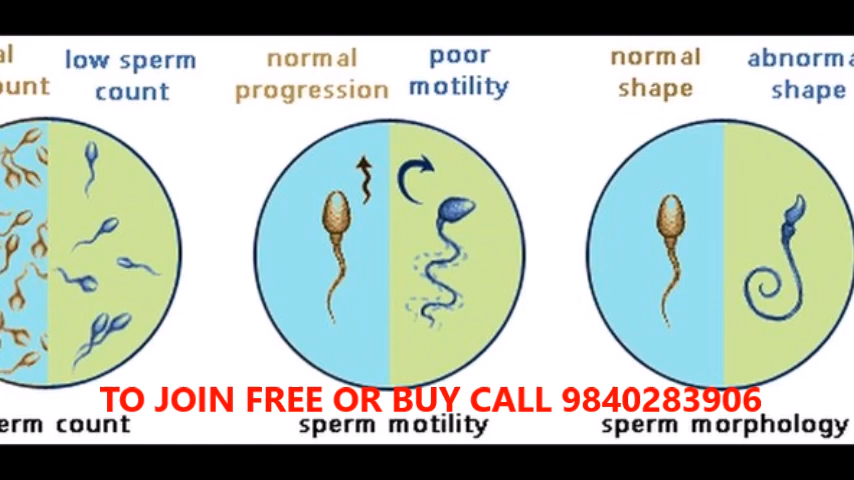 al
ount
low sperm
count
normal
progression
poor
motility
normal
shape
abnorma
shape
TO JOIN FREE OR BUY CALL 9840283906
erm count
sperm motility
sperm morphology